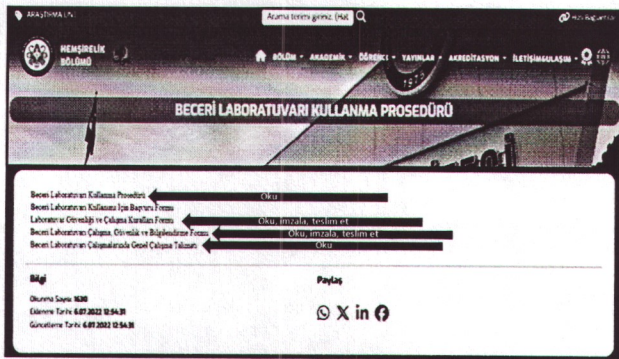 ARAŞTIRMA ÜNİ
Arama terimi giriniz. (Hat
Hızlı Bağlantılar
HEMŞİRELİK
BÖLÜMÜ
BÖLÜM AKADEMİK ÖĞRENCİ YAYINLAR AKREDİTASYON İLETİŞİM&ULAŞIM
1973
BECERİ LABORATUVARI KULLANMA PROSEDÜRÜ
Beceri Laboratuvarı Kullanma Prosedürü Oku
Beceri Laboratuvarı Kullanımı İçin Başvuru Formu
Laboratuvar Güvenliği ve Çalışma Kuralları Formu Oku, imzala, teslim et
Beceri Laboratuvarı Çalışma, Güvenlik ve Bilgilendirme Formu Oku, imzala, teslim et
Beceri Laboratuvarı Çalışmalarında Genel Çalışma Talimatı Oku
Bilgi
Paylaş
Okunma Sayısı: 1630
Eklenme Tarihi: 6.07.2022 12:54:31
Güncelleme Tarihi: 6.07.2022 12:54:31